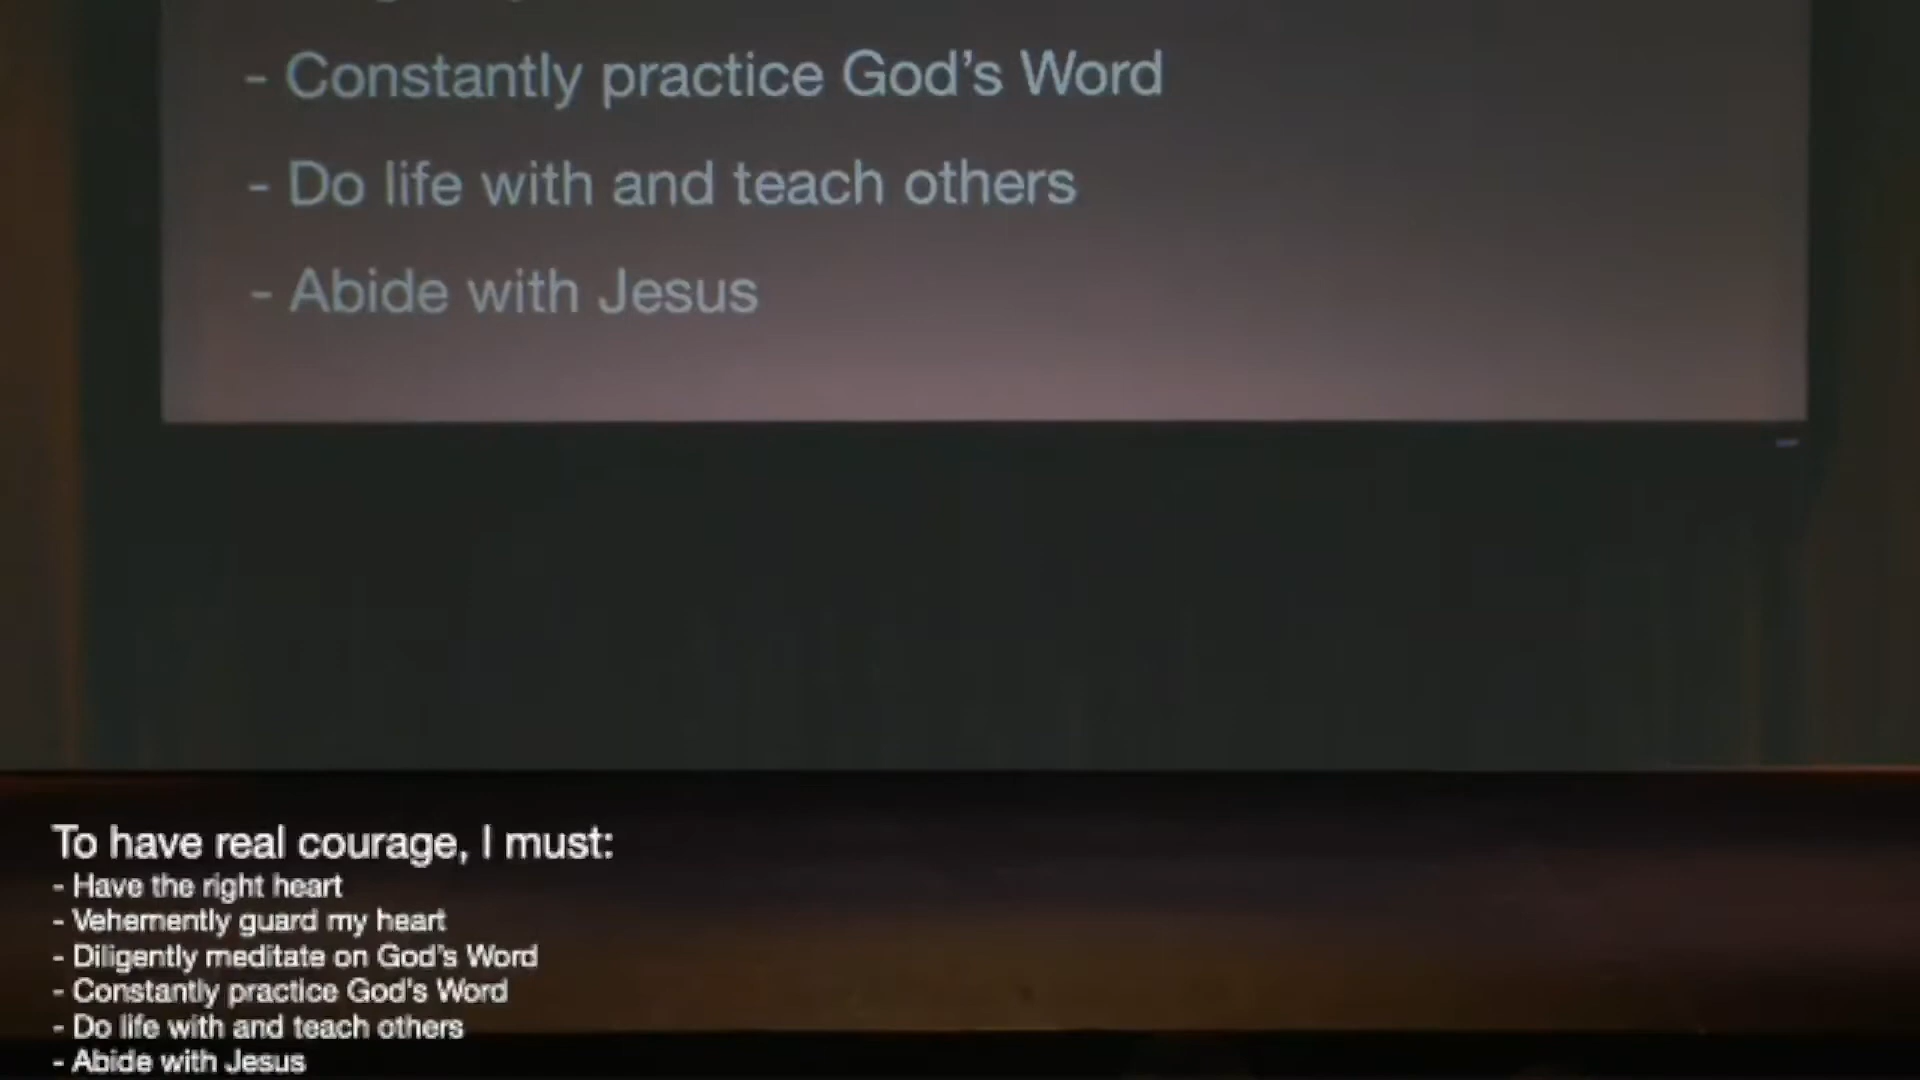 - Constantly practice God's Word
- Do life with and teach others
- Abide with Jesus
To have real courage, I must:
- Have the right heart
- Vehemently guard my heart
- Diligently meditate on God's Word
- Constantly practice God's Word
- Do life with and teach others
- Abide with Jesus